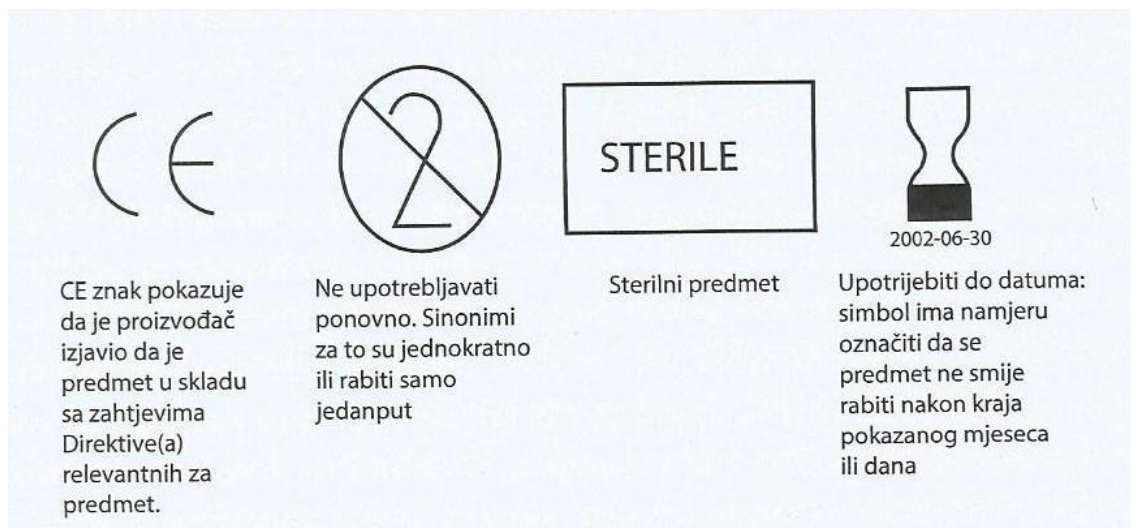 CE
2
STERILE
2002-06-30
CE znak pokazuje
da je proizvođač
izjavio da je
predmet u skladu
sa zahtjevima
Direktive(a)
relevantnih za
predmet.
Ne upotrebljavati
ponovno. Sinonimi
za to su jednokratno
ili rabiti samo
jedanput
Sterilni predmet
Upotrijebiti do datuma:
simbol ima namjeru
označiti da se
predmet ne smije
rabiti nakon kraja
pokazanog mjeseca
ili dana